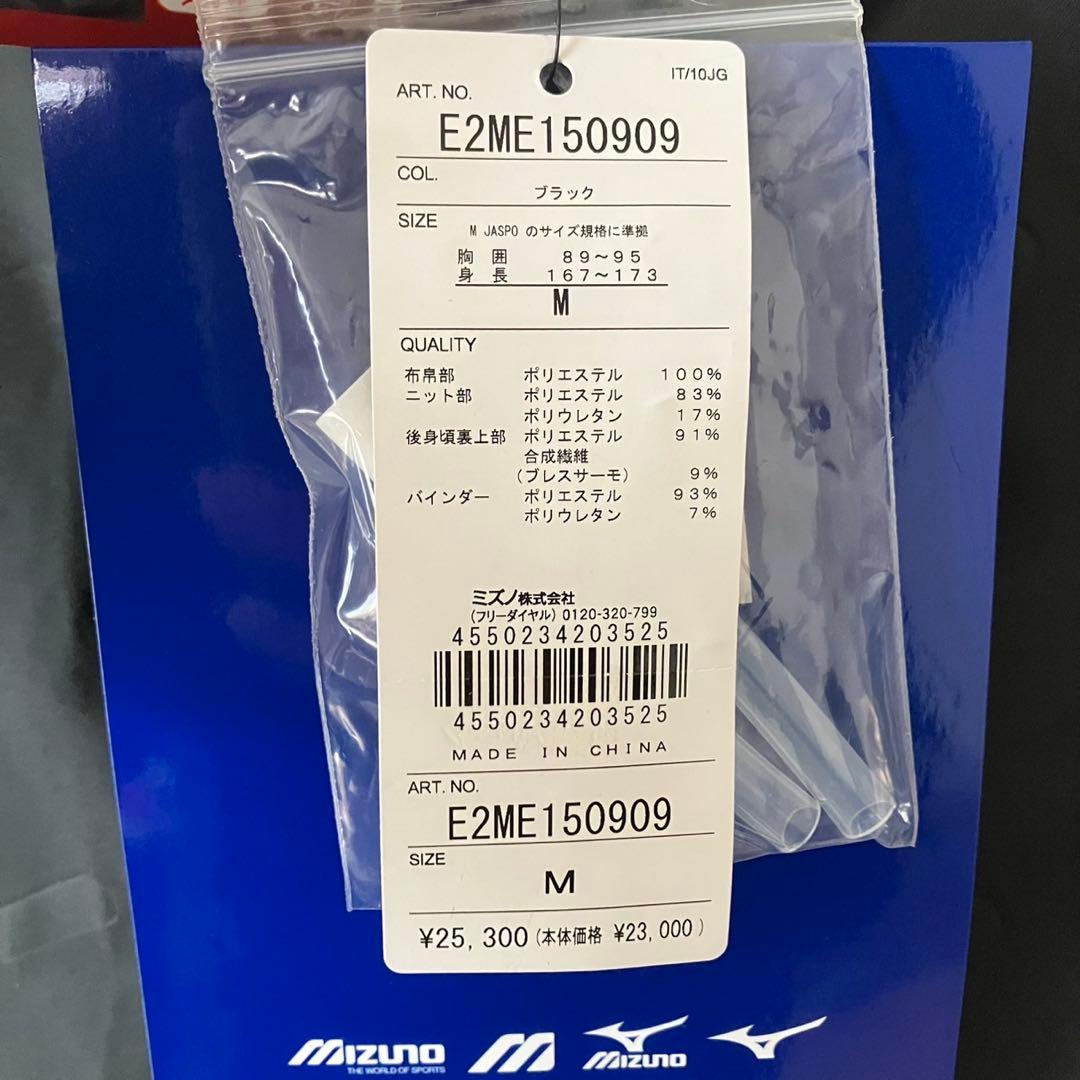 IT/10JG
ART. NO.
E2ME150909
COL.
ブラック
SIZE
M JASPO のサイズ規格に準拠
胸 囲 89～95
身 長 167～173
M
QUALITY
布帛部 ポリエステル 100%
ニット部 ポリエステル 83%
ポリウレタン 17%
後身頃裏上部 ポリエステル 91%
合成繊維
(ブレスサーモ) 9%
バインダー ポリエステル 93%
ポリウレタン 7%
ミズノ株式会社
(フリーダイヤル) 0120-320-799
4550234203525
4550234203525
MADE IN CHINA
ART. NO.
E2ME150909
SIZE
M
¥25,300 (本体価格 ¥23,000)
MIZUNO
THE WORLD OF SPORTS
M
MIZUNO